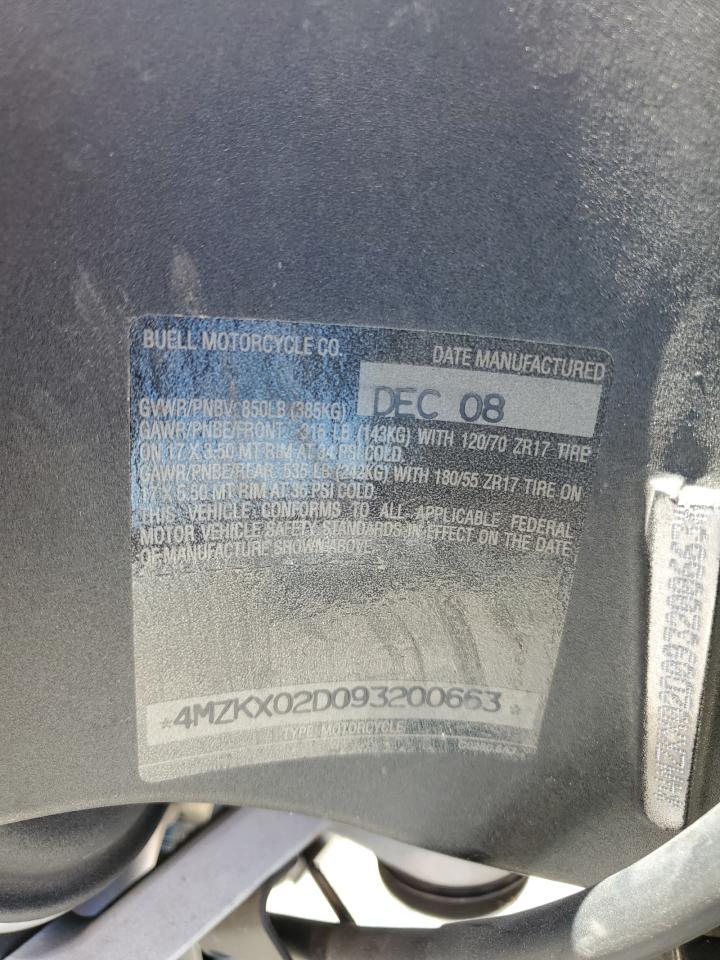 BUELL MOTORCYCLE CO.
DATE MANUFACTURED
DEC 08
GVWR/PNBV: 850LB (385KG)
GAWR/PNBE/FRONT: 315 LB (143KG) WITH 120/70 ZR17 TIRE
ON 17 X 3.50 MT RIM AT 34 PSI COLD.
GAWR/PNBE/REAR: 535 LB (242KG) WITH 180/55 ZR17 TIRE ON
17 X 5.50 MT RIM AT 36 PSI COLD.
THIS VEHICLE CONFORMS TO ALL APPLICABLE FEDERAL
MOTOR VEHICLE SAFETY STANDARDS IN EFFECT ON THE DATE
OF MANUFACTURE SHOWN ABOVE.
*4MZKX02D093200663*
TYPE MOTORCYCLE